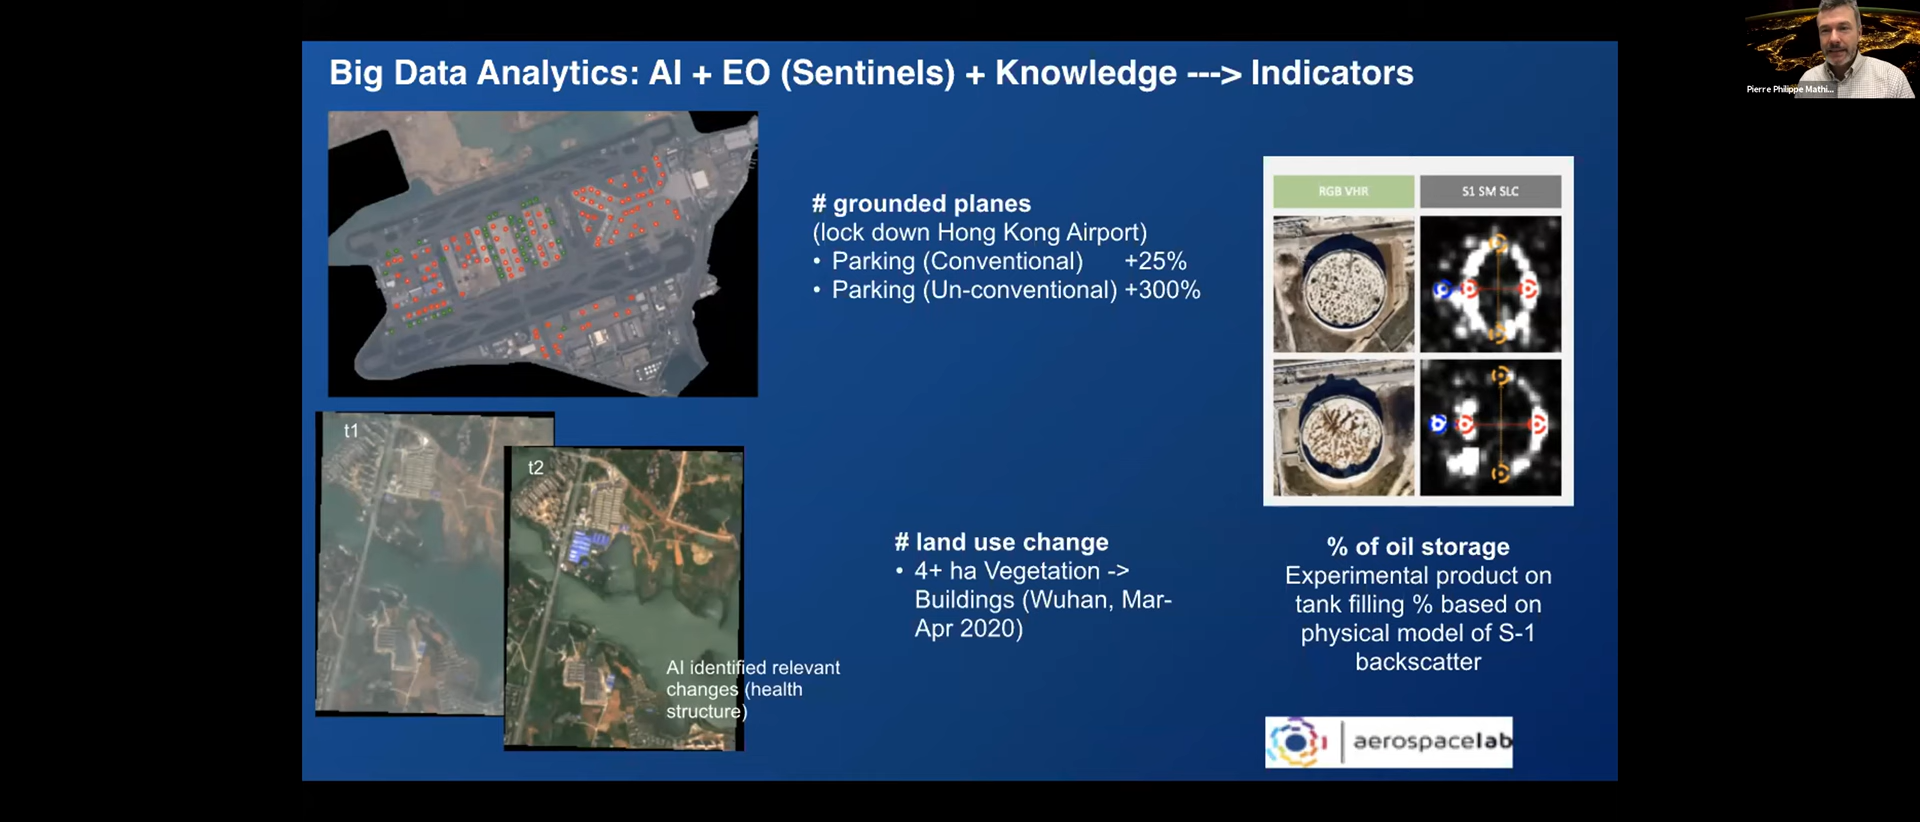 Big Data Analytics: AI + EO (Sentinels) + Knowledge ---> Indicators
Pierre Philippe Mathi...
# grounded planes
(lock down Hong Kong Airport)
• Parking (Conventional) +25%
• Parking (Un-conventional) +300%
RGB VHR
S1 SM SLC
t1
t2
AI identified relevant
changes (health
structure)
# land use change
• 4+ ha Vegetation ->
Buildings (Wuhan, Mar-
Apr 2020)
% of oil storage
Experimental product on
tank filling % based on
physical model of S-1
backscatter
aerospacelab